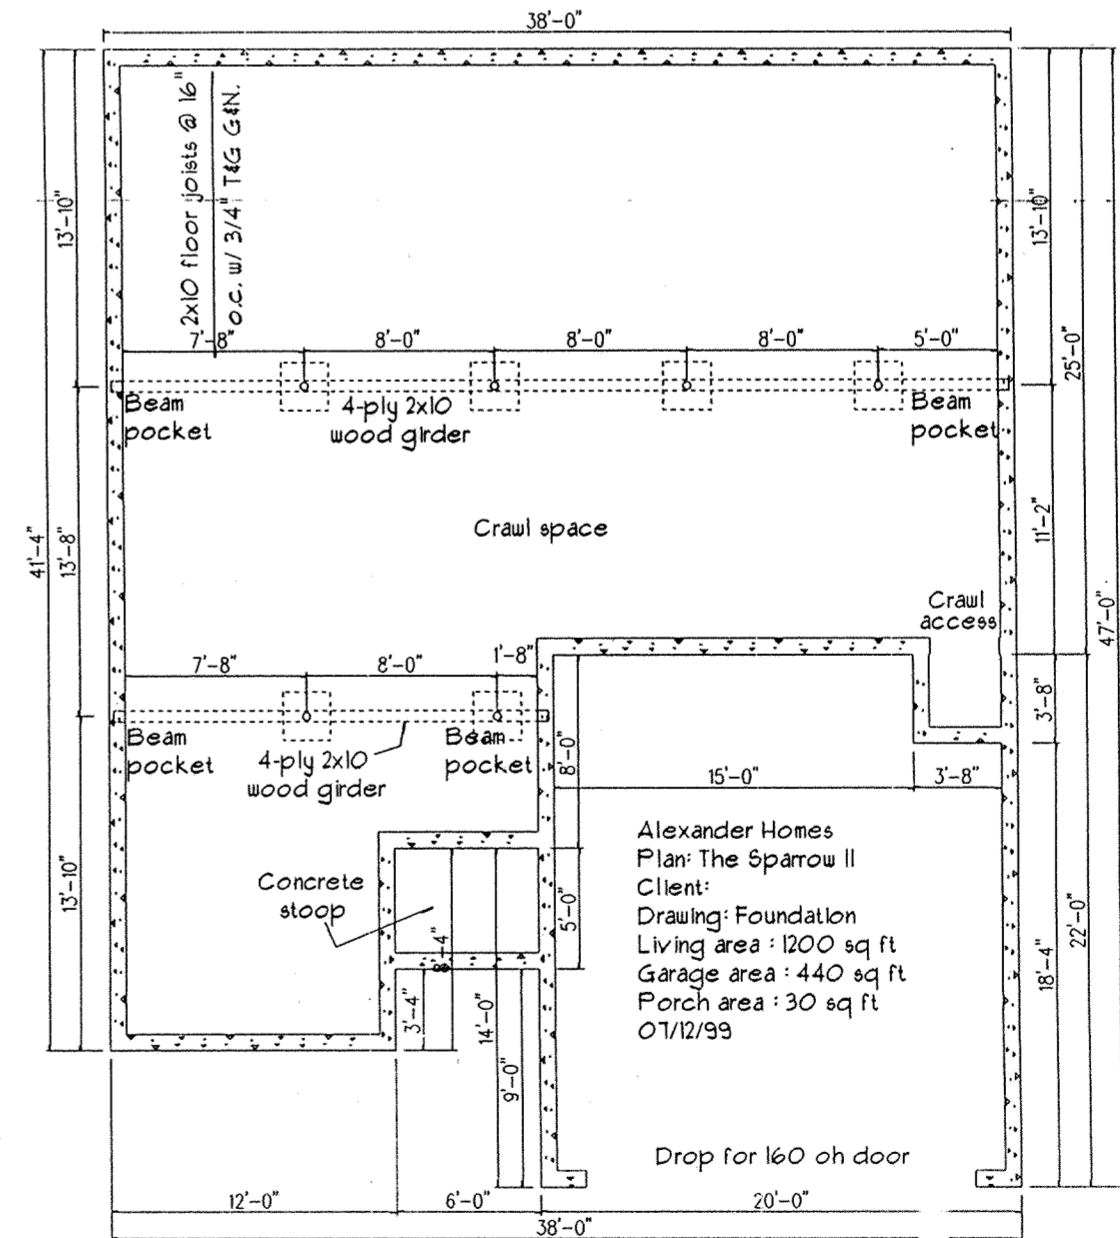 38'-0"
2x10 floor joists @ 16"
o.c. w/ 3/4" T&G G&N.
13'-10"
13'-10"
7'-8"
8'-0"
8'-0"
8'-0"
5'-0"
25'-0"
Beam
pocket
4-ply 2x10
wood girder
Beam
pocket
41'-4"
13'-8"
Crawl space
11'-2"
47'-0"
Crawl
access
7'-8"
8'-0"
1'-8"
Beam
pocket
4-ply 2x10
wood girder
Beam
pocket
8'-0"
15'-0"
3'-8"
3'-8"
13'-10"
Concrete
stoop
5'-0"
3'-4"
14'-0"
9'-0"
Alexander Homes
Plan: The Sparrow II
Client:
Drawing: Foundation
Living area : 1200 sq ft
Garage area : 440 sq ft
Porch area : 30 sq ft
07/12/99
18'-4"
22'-0"
Drop for 160 oh door
12'-0"
6'-0"
20'-0"
38'-0"